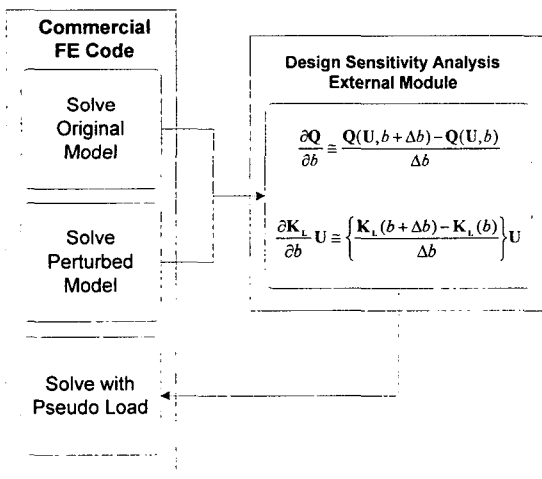 Commercial
FE Code
Solve
Original
Model
Solve
Perturbed
Model
Solve with
Pseudo Load
Design Sensitivity Analysis
External Module
∂Q/∂b ≅ (Q(U,b+Δb)−Q(U,b))/Δb
∂K_L/∂b U ≅ {(K_L(b+Δb)−K_L(b))/Δb}U